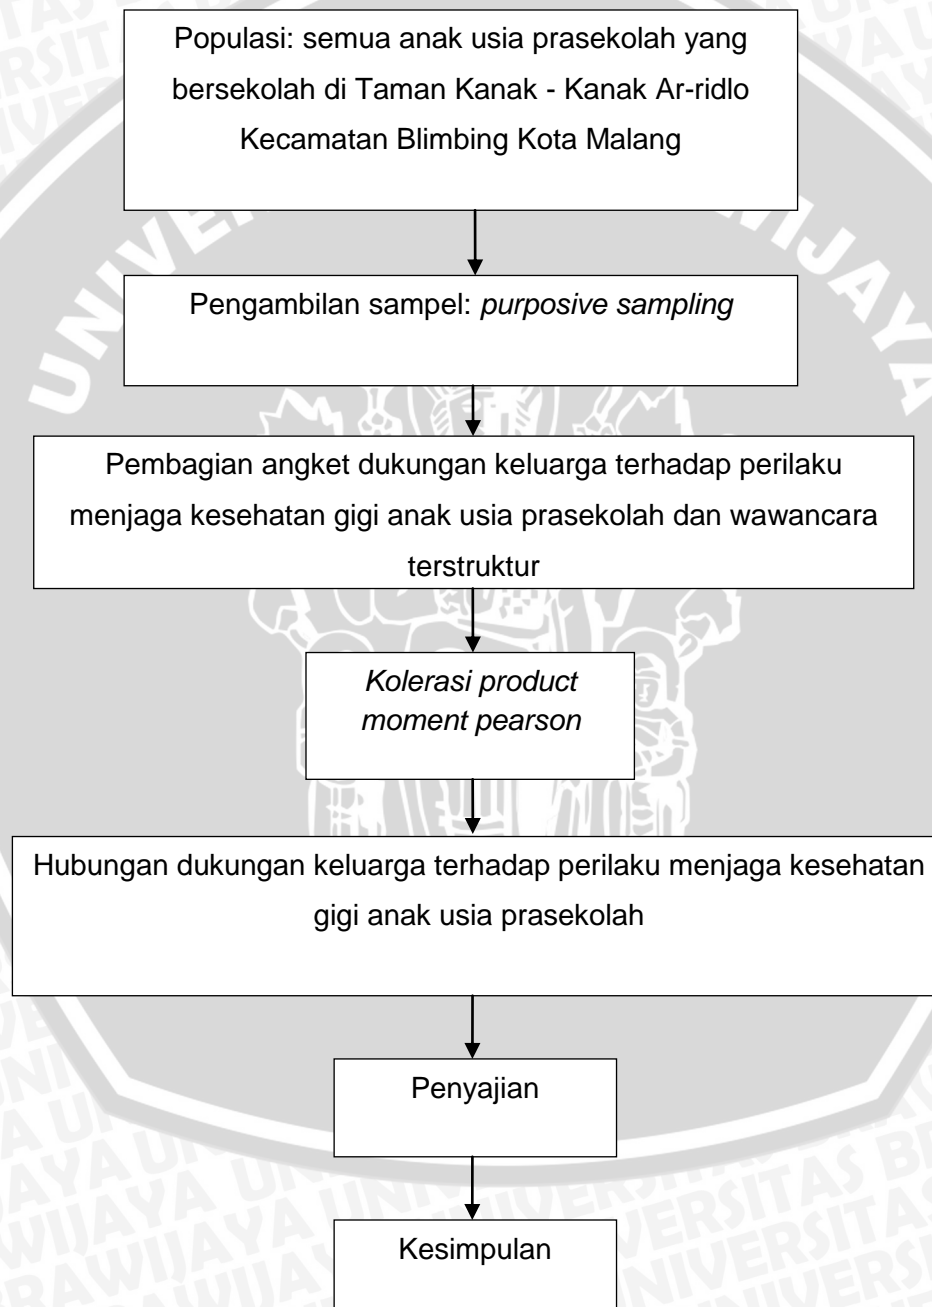 Populasi: semua anak usia prasekolah yang
bersekolah di Taman Kanak - Kanak Ar-ridlo
Kecamatan Blimbing Kota Malang
Pengambilan sampel: purposive sampling
Pembagian angket dukungan keluarga terhadap perilaku
menjaga kesehatan gigi anak usia prasekolah dan wawancara
terstruktur
Kolerasi product
moment pearson
Hubungan dukungan keluarga terhadap perilaku menjaga kesehatan
gigi anak usia prasekolah
Penyajian
Kesimpulan